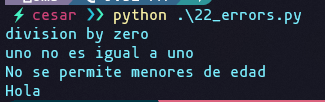 cesar ❯❯ python .\22_errors.py
division by zero
uno no es igual a uno
No se permite menores de edad
Hola